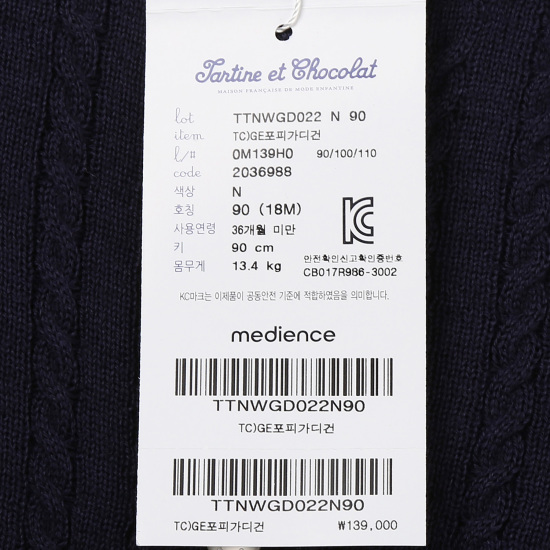 Tartine et Chocolat
MAISON FRANÇAISE DE MODE ENFANTINE
lot TTNWGD022 N 90
item TC)GE포피가디건
l/# 0M139H0 90/100/110
code 2036988
색상 N
호칭 90 (18M)
사용연령 36개월 미만
키 90 cm
몸무게 13.4 kg
안전확인신고확인증번호
CB017R986-3002
KC마크는 이제품이 공동안전 기준에 적합하였음을 의미합니다.
medience
TTNWGD022N90
TC)GE포피가디건
TTNWGD022N90
TC)GE포피가디건 ₩139,000